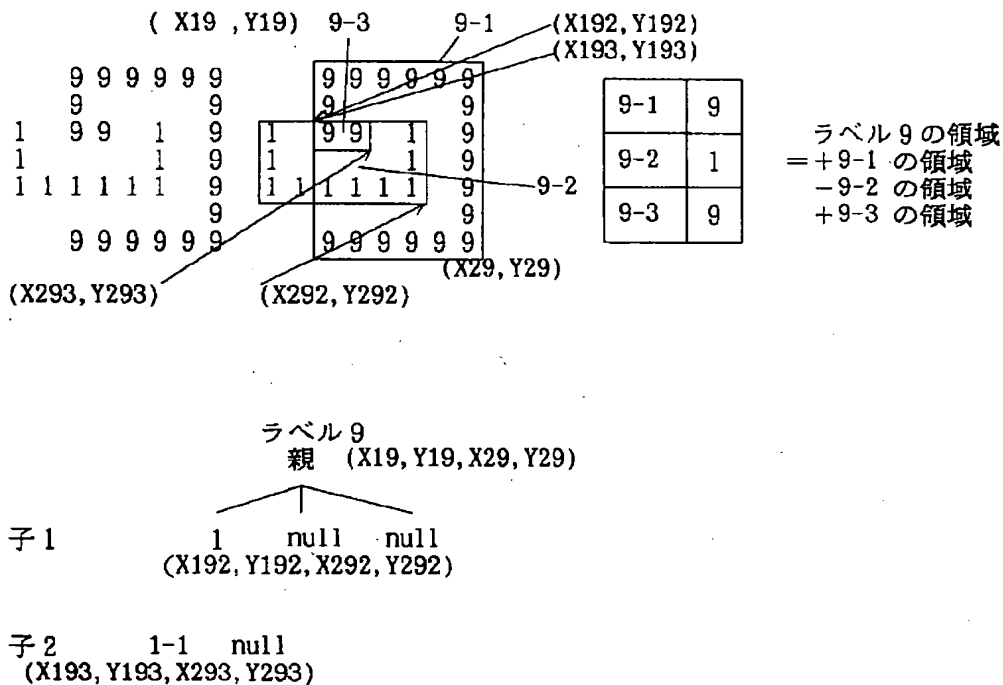 ( X19 ,Y19) 9-3 9-1 (X192,Y192)
(X193,Y193)
9 9 9 9 9 9 9 9 9 9 9 9
9 9 9 9
1 9 9 1 9 1 9 9 1 9
1 1 9 1 1 9
1 1 1 1 1 1 9 1 1 1 1 1 1 9 9-2
9 9
9 9 9 9 9 9 9 9 9 9 9 9
9-1 9
9-2 1
9-3 9
ラベル9の領域
=+9-1 の領域
-9-2 の領域
+9-3 の領域
(X29,Y29)
(X293,Y293) (X292,Y292)
ラベル9
親 (X19,Y19,X29,Y29)
子1 1 null null
(X192,Y192,X292,Y292)
子2 1-1 null
(X193,Y193,X293,Y293)